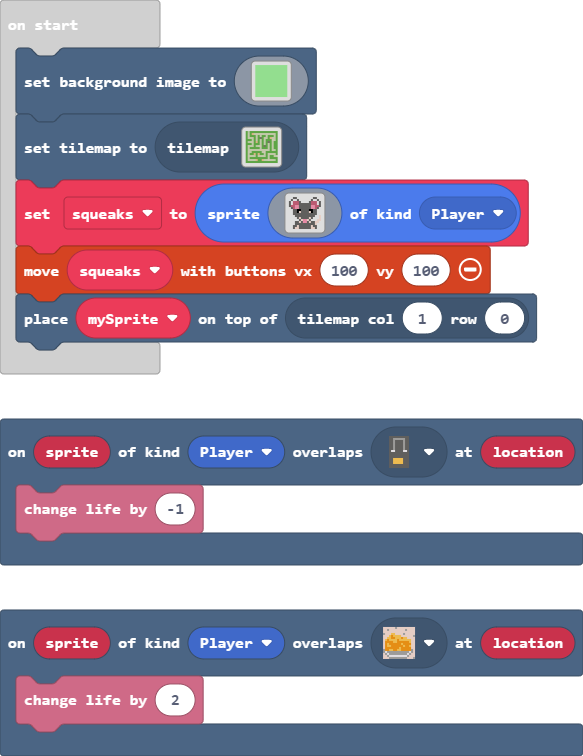 on start
set background image to
set tilemap to tilemap
set squeaks to sprite of kind Player
move squeaks with buttons vx 100 vy 100
place mySprite on top of tilemap col 1 row 0
on sprite of kind Player overlaps at location
change life by -1
on sprite of kind Player overlaps at location
change life by 2